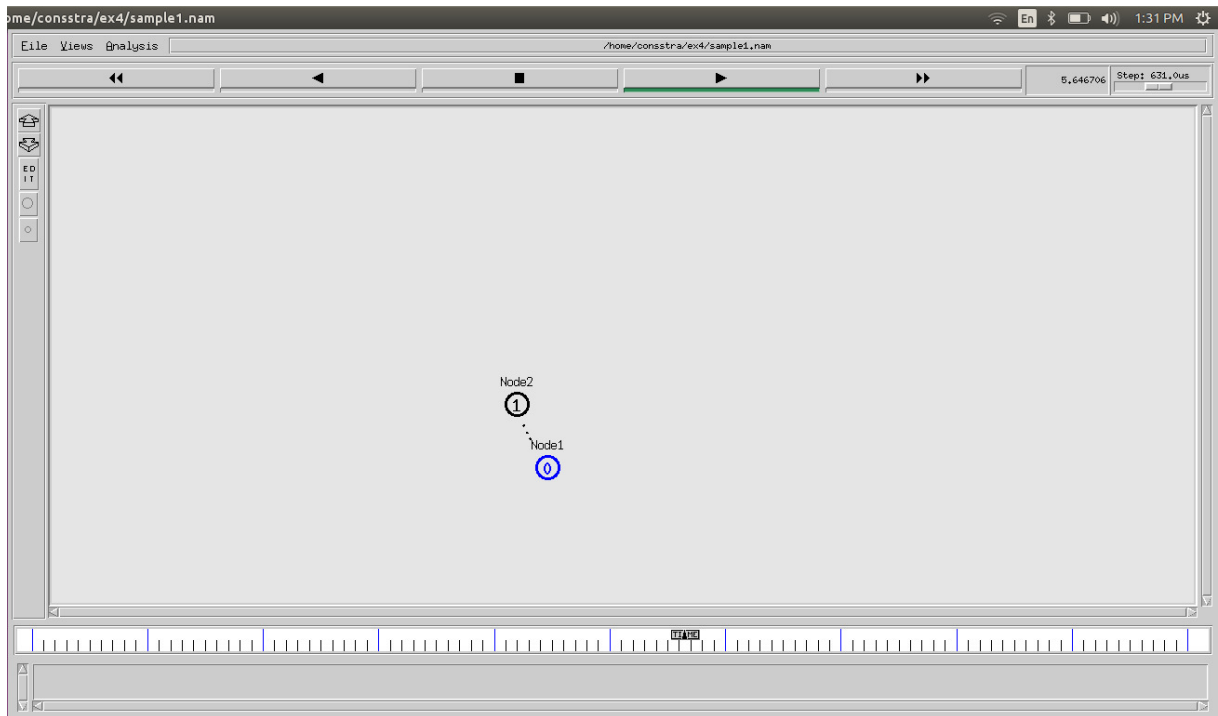 ome/consstra/ex4/sample1.nam En 1:31 PM
File Views Analysis /home/consstra/ex4/sample1.nam
5.646706 Step: 631.0us
ED
IT
Node2
1
Node1
0
TIME